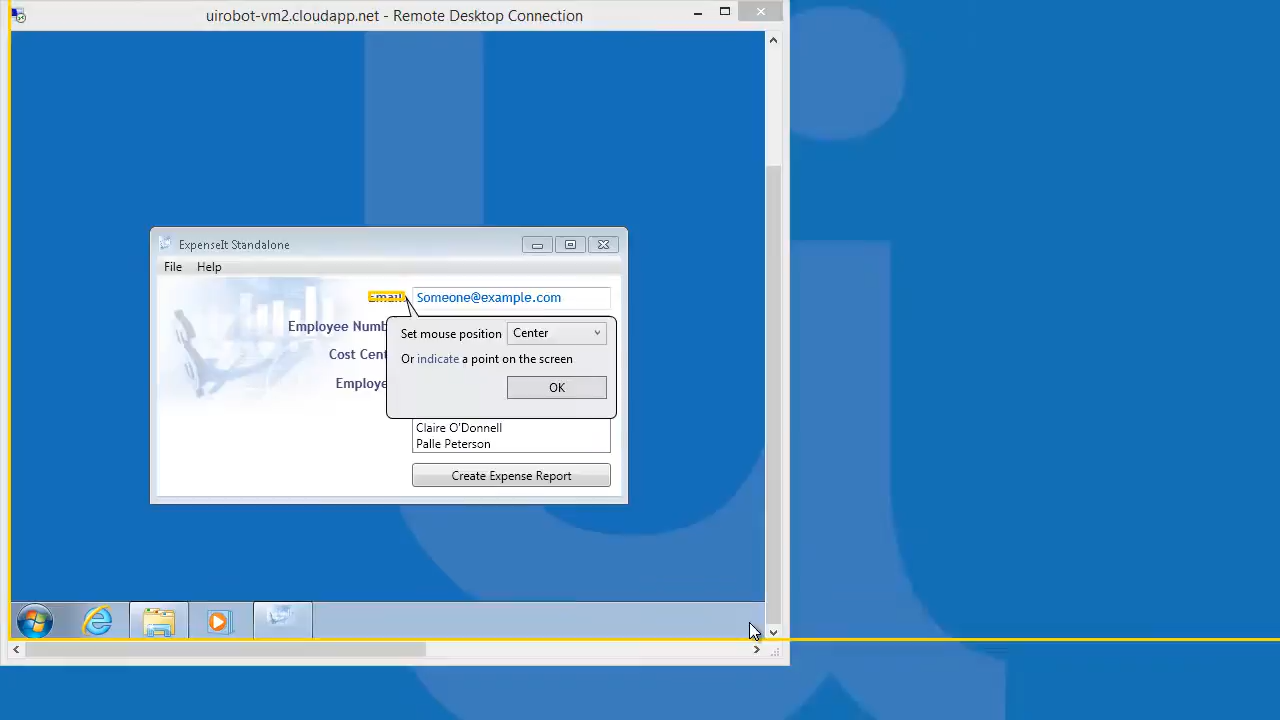 uirobot-vm2.cloudapp.net - Remote Desktop Connection
ExpenseIt Standalone
File Help
Email Someone@example.com
Employee Numb
Set mouse position Center
Cost Cent
Or indicate a point on the screen
Employe
OK
Claire O'Donnell
Palle Peterson
Create Expense Report